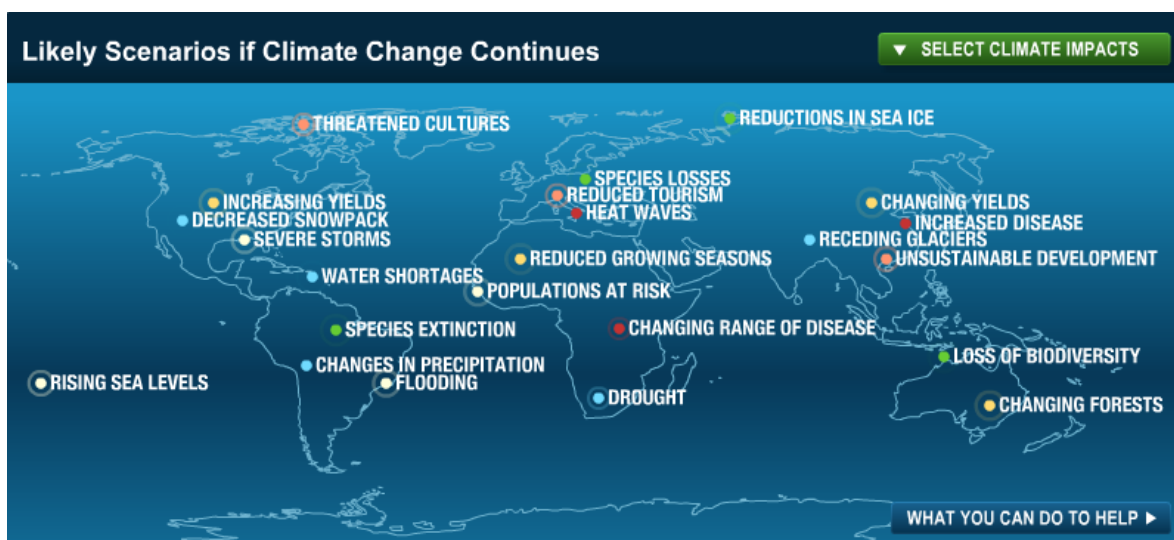 Likely Scenarios if Climate Change Continues
▼ SELECT CLIMATE IMPACTS
THREATENED CULTURES
REDUCTIONS IN SEA ICE
SPECIES LOSSES
REDUCED TOURISM
INCREASING YIELDS
CHANGING YIELDS
HEAT WAVES
DECREASED SNOWPACK
INCREASED DISEASE
SEVERE STORMS
RECEDING GLACIERS
REDUCED GROWING SEASONS
UNSUSTAINABLE DEVELOPMENT
WATER SHORTAGES
POPULATIONS AT RISK
SPECIES EXTINCTION
CHANGING RANGE OF DISEASE
LOSS OF BIODIVERSITY
CHANGES IN PRECIPITATION
RISING SEA LEVELS
FLOODING
DROUGHT
CHANGING FORESTS
WHAT YOU CAN DO TO HELP ▶